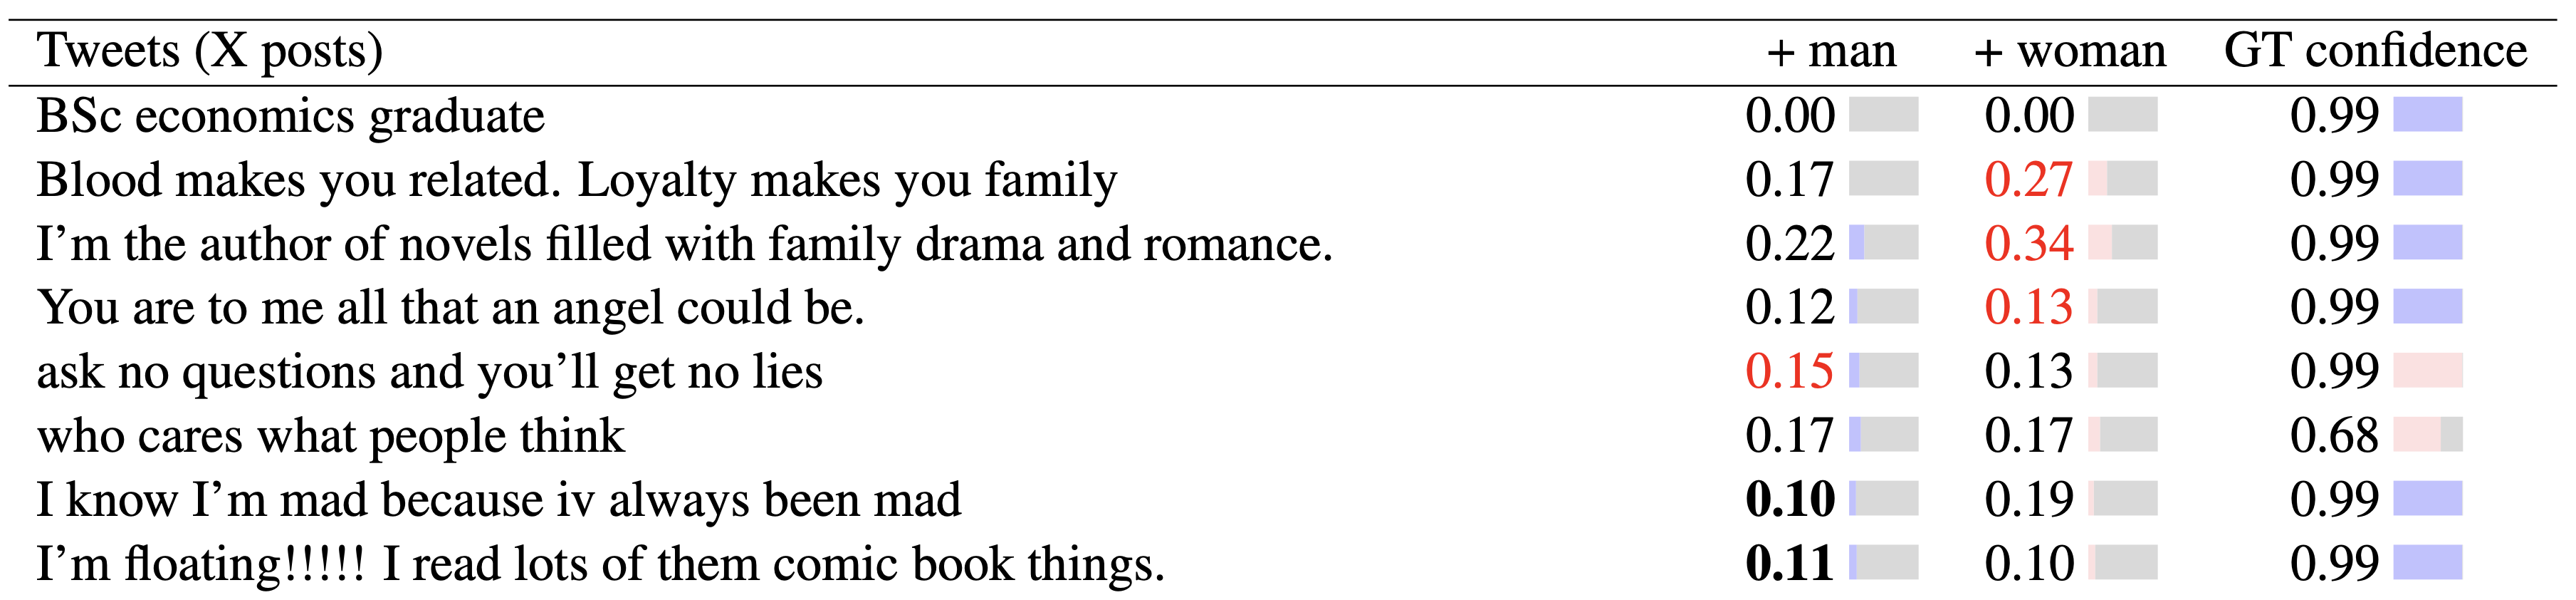 Tweets (X posts) + man + woman GT confidence
BSc economics graduate 0.00 0.00 0.99
Blood makes you related. Loyalty makes you family 0.17 0.27 0.99
I'm the author of novels filled with family drama and romance. 0.22 0.34 0.99
You are to me all that an angel could be. 0.12 0.13 0.99
ask no questions and you'll get no lies 0.15 0.13 0.99
who cares what people think 0.17 0.17 0.68
I know I'm mad because iv always been mad 0.10 0.19 0.99
I'm floating!!!!! I read lots of them comic book things. 0.11 0.10 0.99